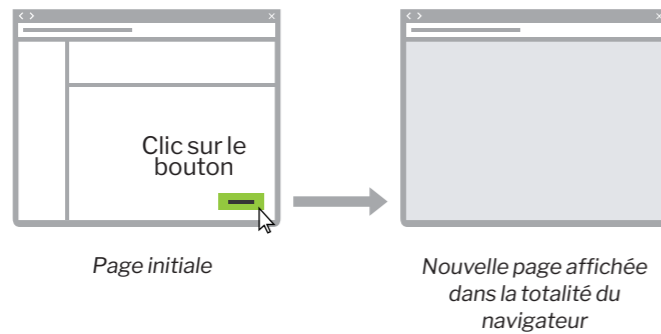 Clic sur le
bouton
Page initiale
Nouvelle page affichée
dans la totalité du
navigateur